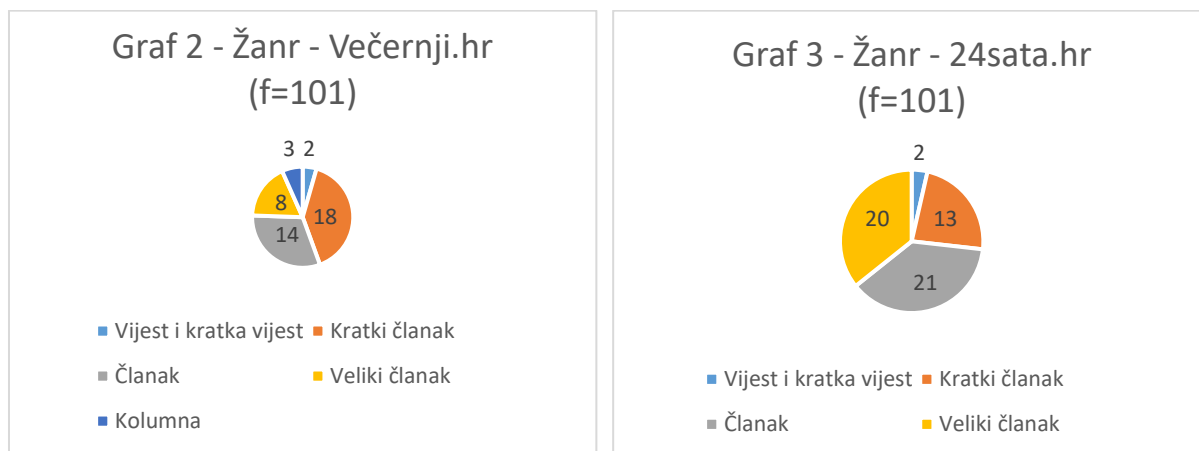 Graf 2 - Žanr - Večernji.hr
(f=101)
3 2
8 18
14
Vijest i kratka vijest Kratki članak
Članak Veliki članak
Kolumna
Graf 3 - Žanr - 24sata.hr
(f=101)
2
20 13
21
Vijest i kratka vijest Kratki članak
Članak Veliki članak